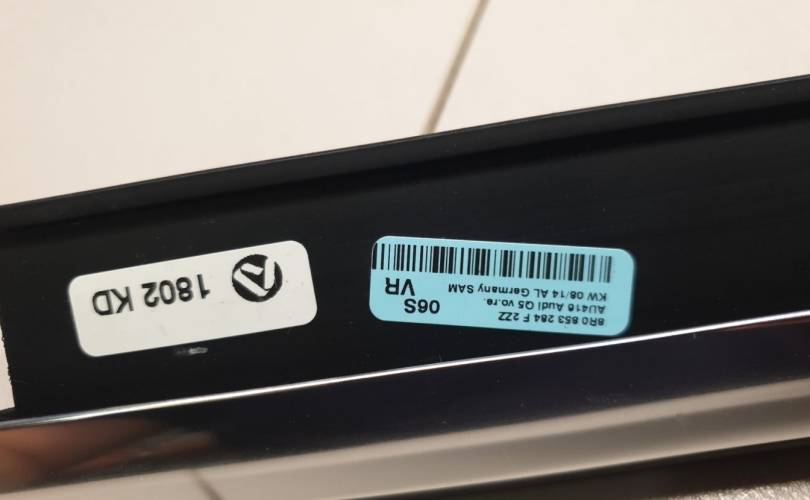 8R0 853 284 F 2ZZ
AU416 Audi Q5 vo.re.
KW 08/14 AL Germany SAM
06S
VR
1802 KD